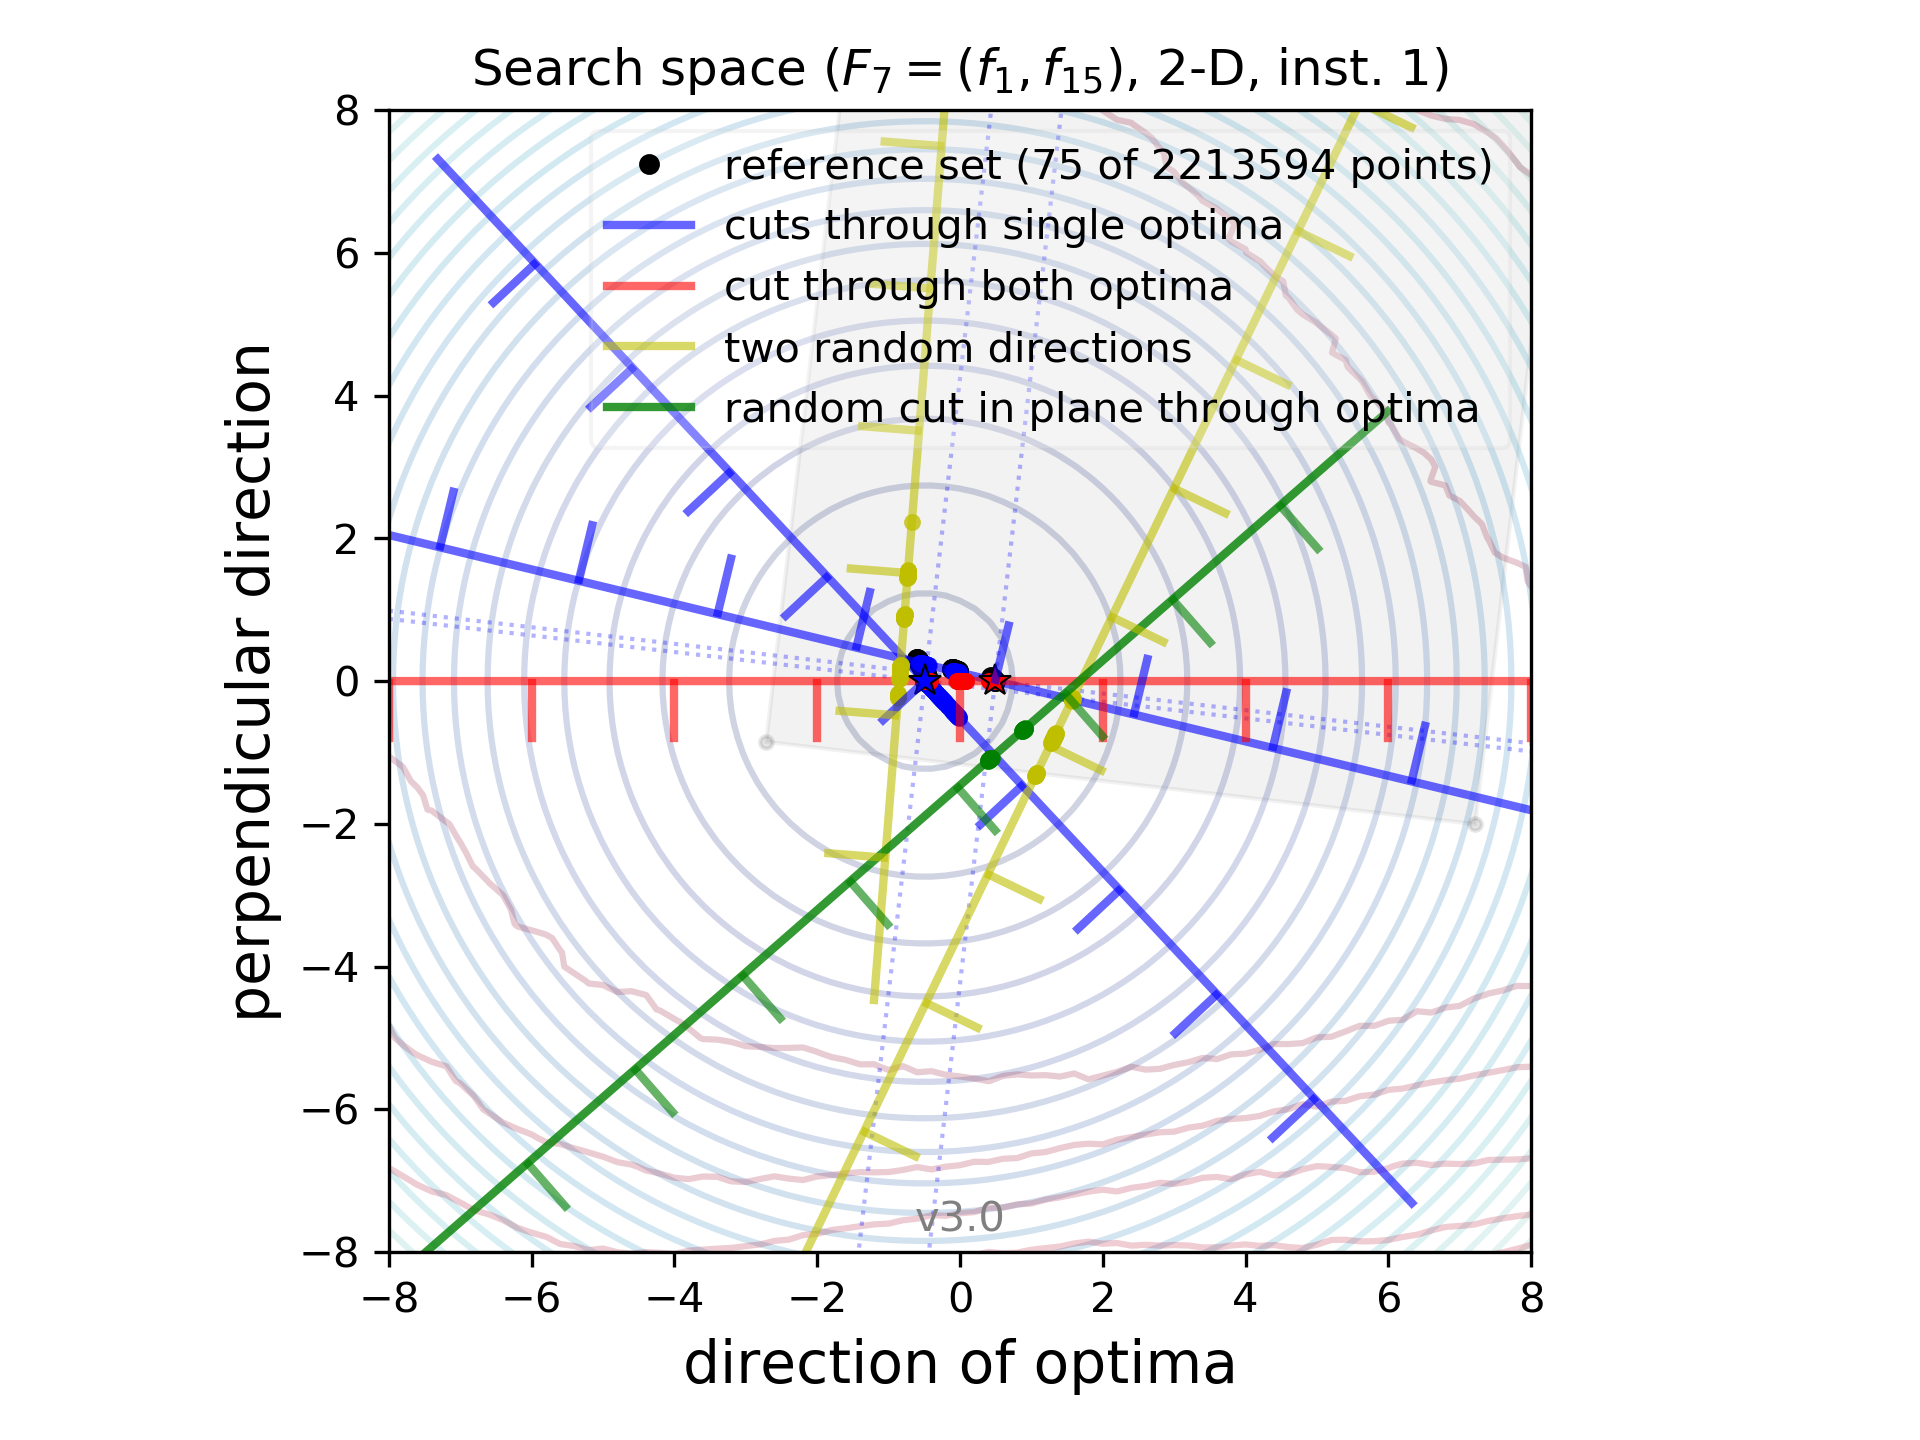 Search space (F₇ = (f₁, f₁₅), 2-D, inst. 1)
8
6
4
2
0
−2
−4
−6
−8
perpendicular direction
reference set (75 of 2213594 points)
cuts through single optima
cut through both optima
two random directions
random cut in plane through optima
v3.0
−8 −6 −4 −2 0 2 4 6 8
direction of optima